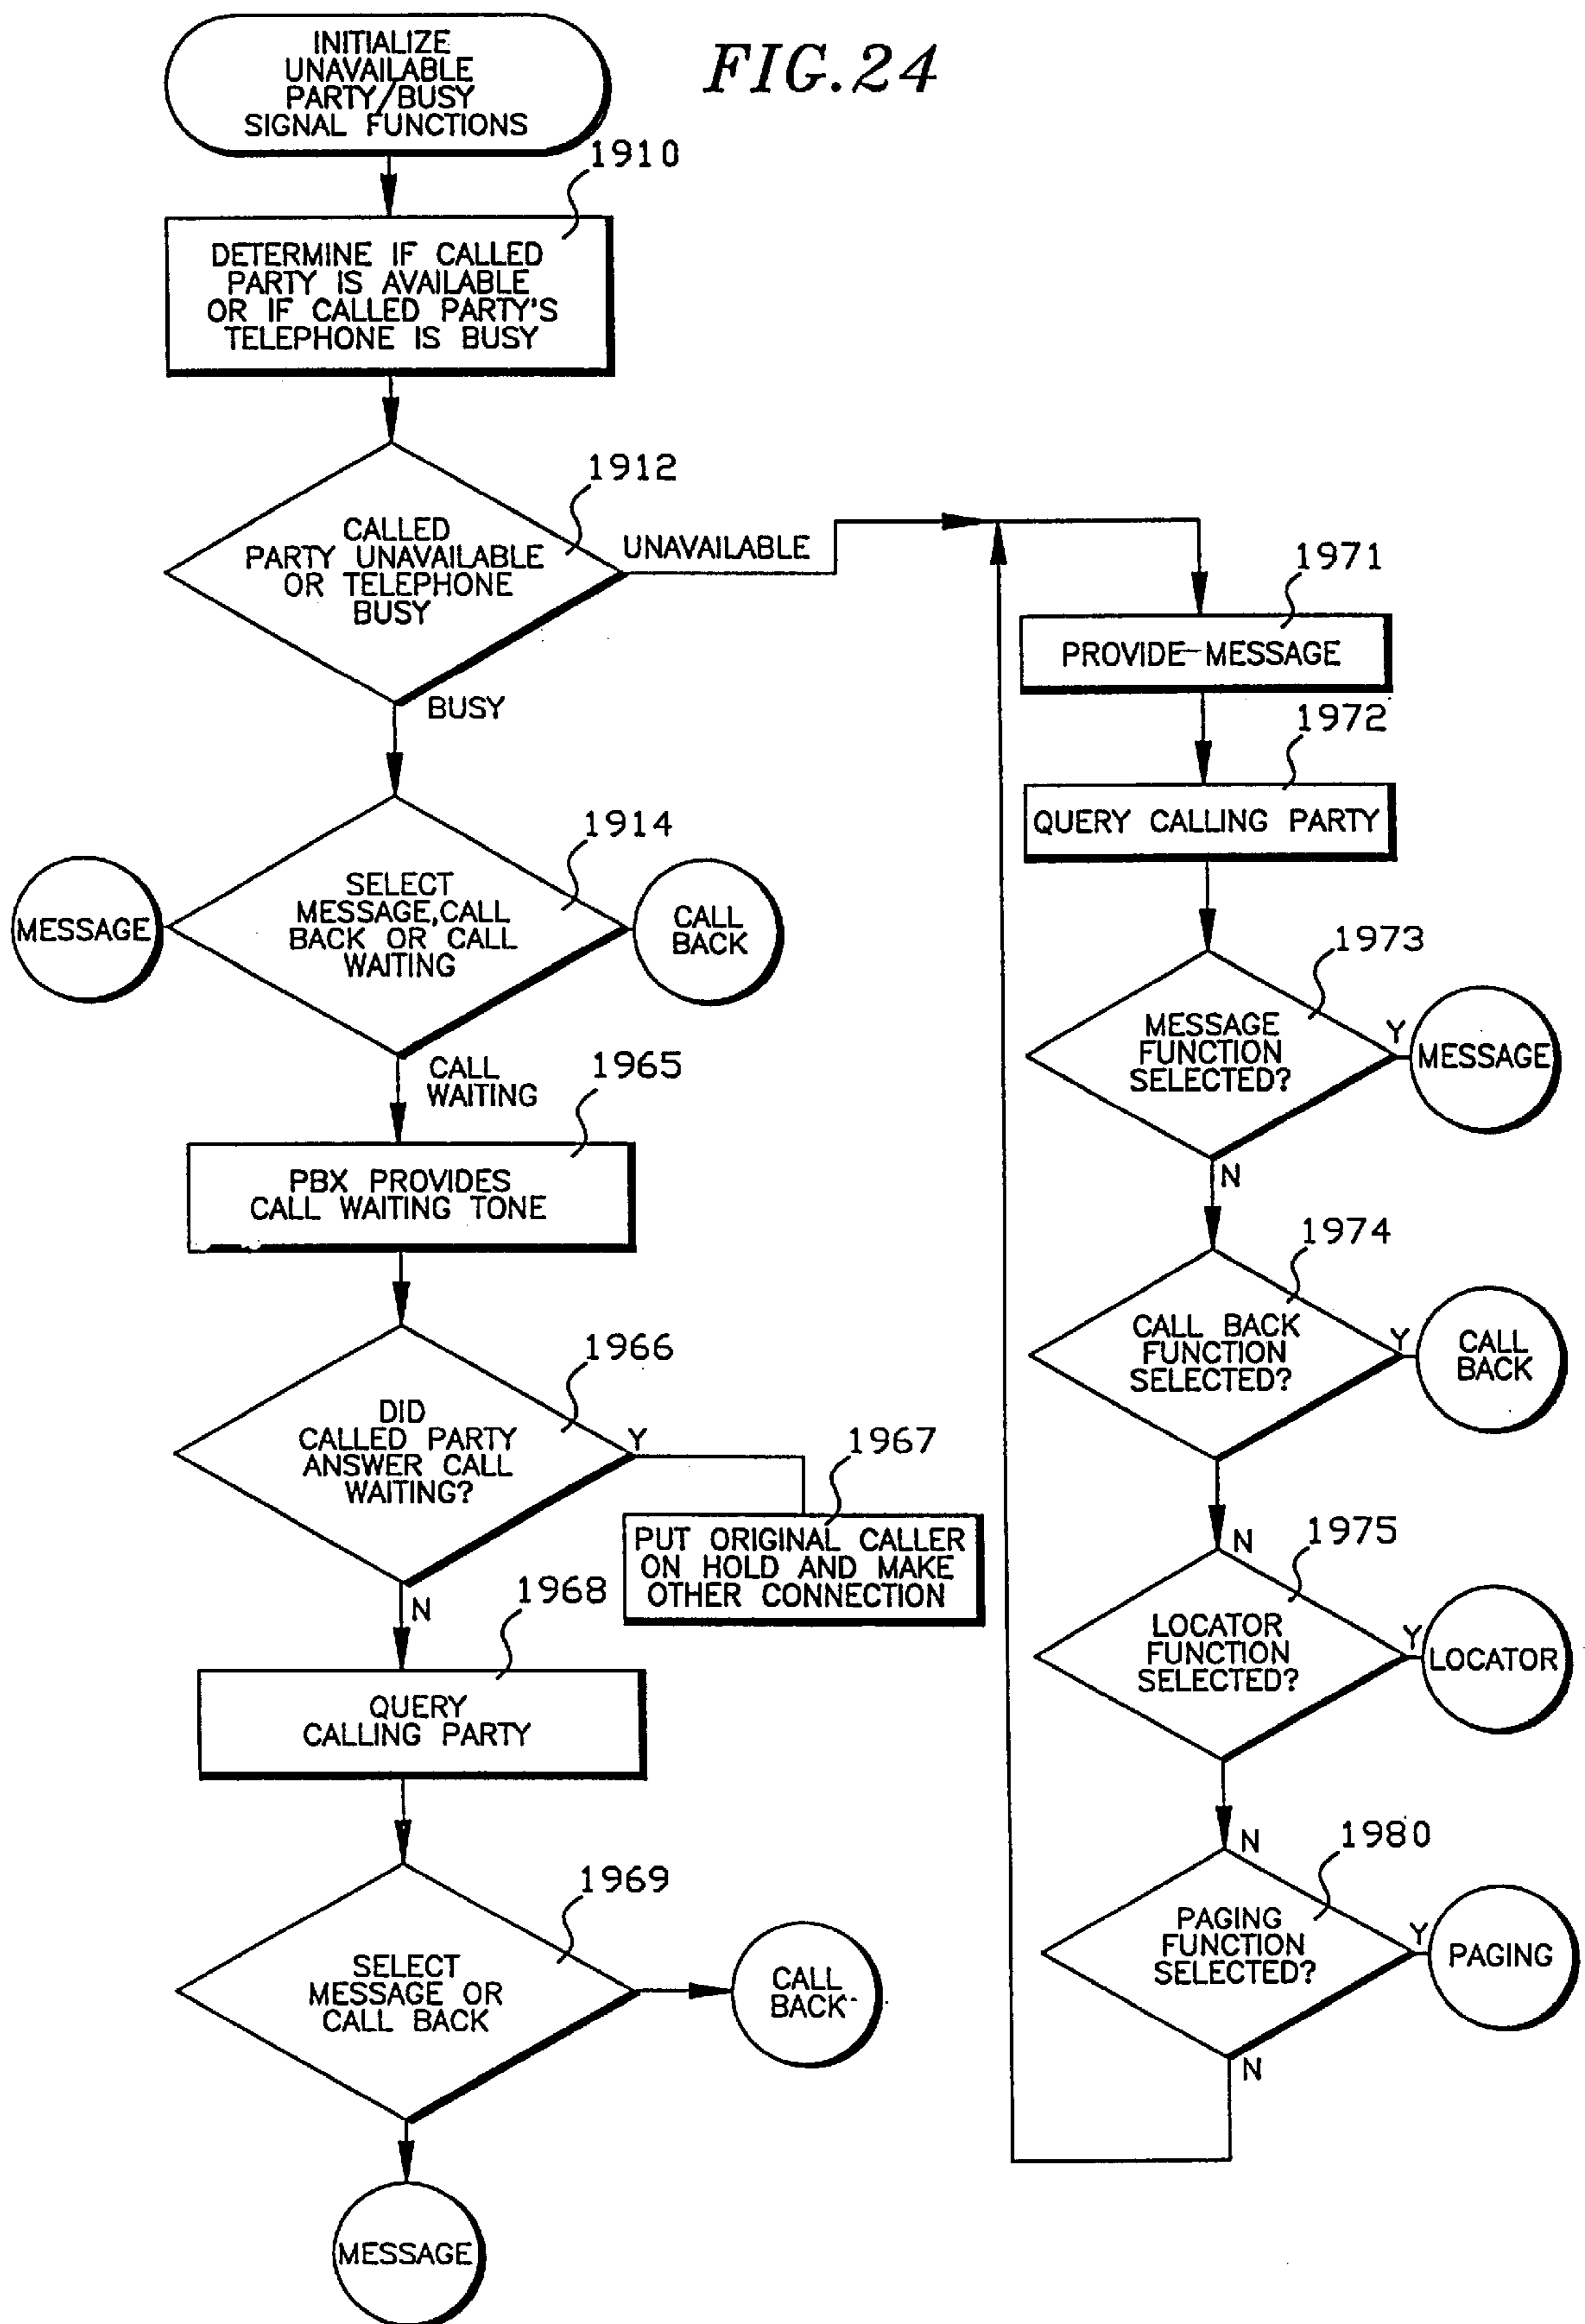 FIG.24
INITIALIZE
UNAVAILABLE
PARTY/BUSY
SIGNAL FUNCTIONS
1910
DETERMINE IF CALLED
PARTY IS AVAILABLE
OR IF CALLED PARTY'S
TELEPHONE IS BUSY
1912
CALLED
PARTY UNAVAILABLE
OR TELEPHONE
BUSY
UNAVAILABLE
BUSY
1914
SELECT
MESSAGE,CALL
BACK OR CALL
WAITING
MESSAGE
CALL
BACK
CALL
WAITING
1965
PBX PROVIDES
CALL WAITING TONE
1966
DID
CALLED PARTY
ANSWER CALL
WAITING?
Y
1967
PUT ORIGINAL CALLER
ON HOLD AND MAKE
OTHER CONNECTION
N
1968
QUERY
CALLING PARTY
1969
SELECT
MESSAGE OR
CALL BACK
CALL
BACK
MESSAGE
1971
PROVIDE MESSAGE
1972
QUERY CALLING PARTY
1973
MESSAGE
FUNCTION
SELECTED?
Y
MESSAGE
N
1974
CALL BACK
FUNCTION
SELECTED?
Y
CALL
BACK
N
1975
LOCATOR
FUNCTION
SELECTED?
Y
LOCATOR
N
1980
PAGING
FUNCTION
SELECTED?
Y
PAGING
N